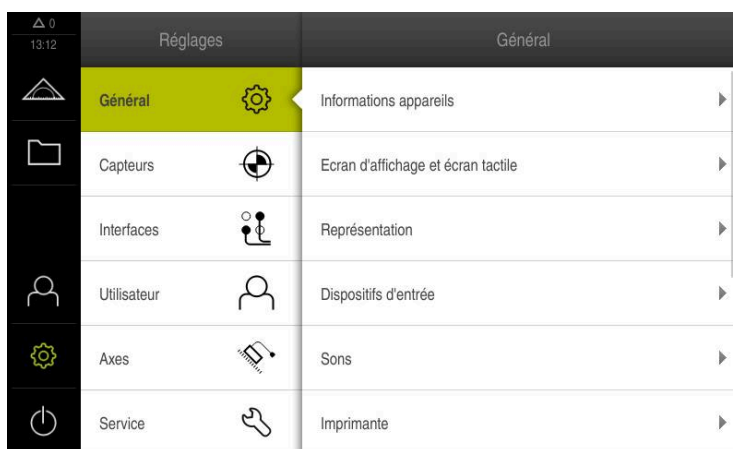 0
13:12
Réglages
Général
Général
Capteurs
Interfaces
Utilisateur
Axes
Service
Informations appareils
Ecran d'affichage et écran tactile
Représentation
Dispositifs d'entrée
Sons
Imprimante